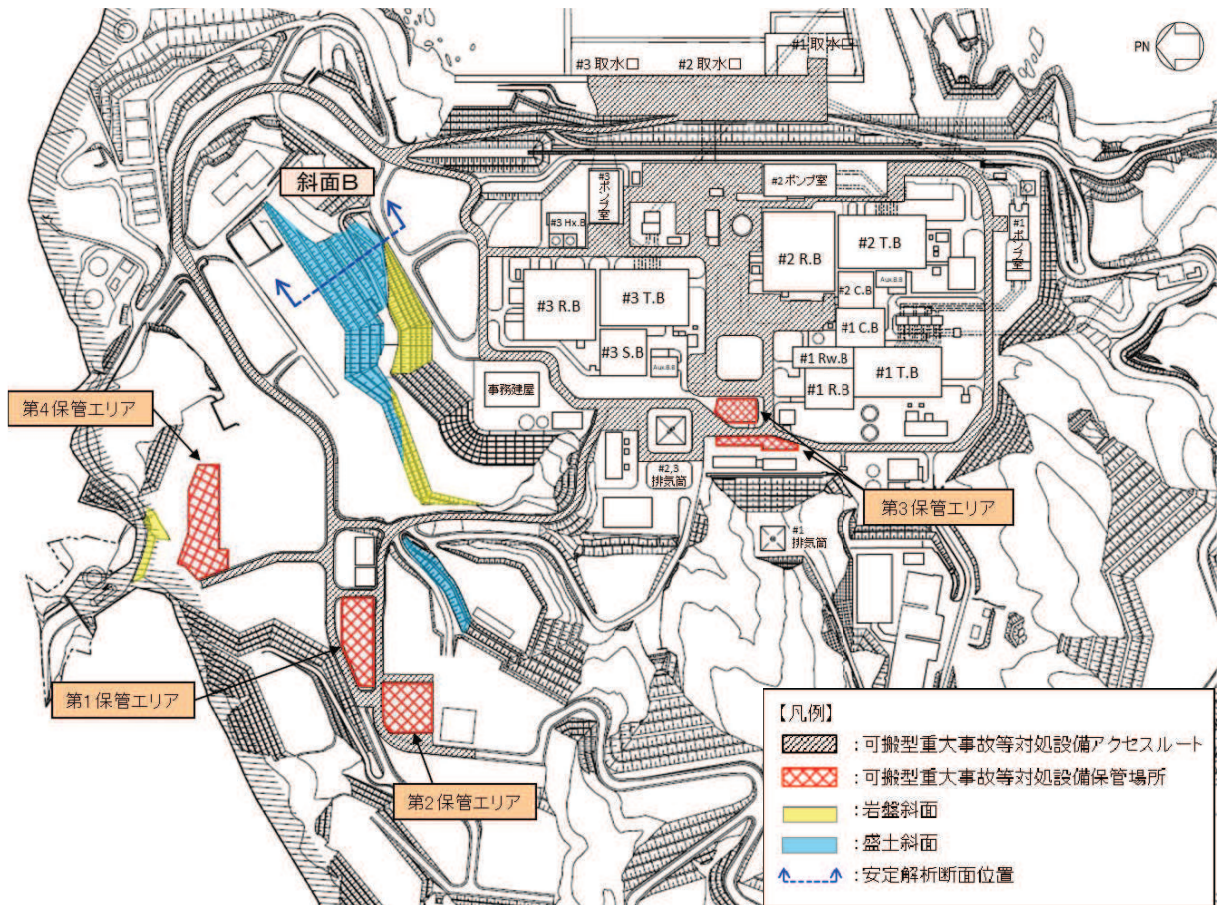 #1 取水口
#3 取水口
#2 取水口
PN
斜面B
#3
ポンプ
室
#2 ポンプ室
#1
ポンプ
室
#3 Hx.B
#2 R.B
#2 T.B
#3 R.B
#3 T.B
#2 C.B
Aux.B.B
#1 C.B
#3 S.B
Aux.B.B
#1 Rw.B
#1 R.B
#1 T.B
事務建屋
第4保管エリア
#2,3
排気筒
第3保管エリア
#1
排気筒
第1保管エリア
第2保管エリア
【凡例】
:可搬型重大事故等対処設備アクセスルート
:可搬型重大事故等対処設備保管場所
:岩盤斜面
:盛土斜面
:安定解析断面位置